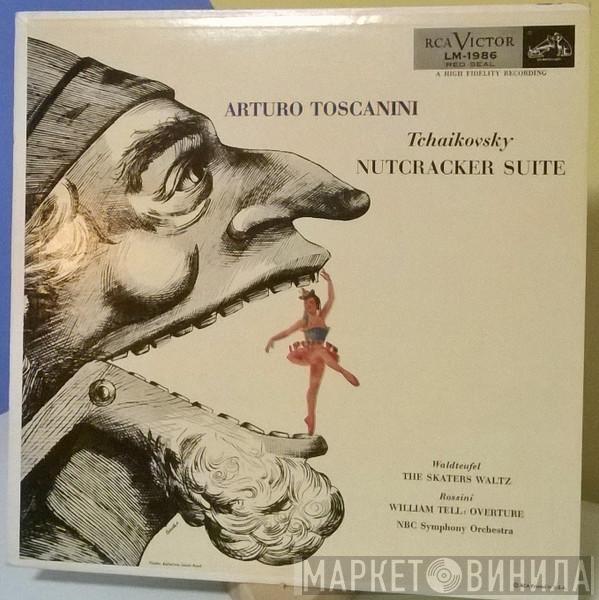 RCA VICTOR
LM-1986
RED SEAL
A HIGH FIDELITY RECORDING
ARTURO TOSCANINI
Tchaikovsky
NUTCRACKER SUITE
Waldteufel
THE SKATERS WALTZ
Rossini
WILLIAM TELL: OVERTURE
NBC Symphony Orchestra
МАРКЕТ ВИНИЛА